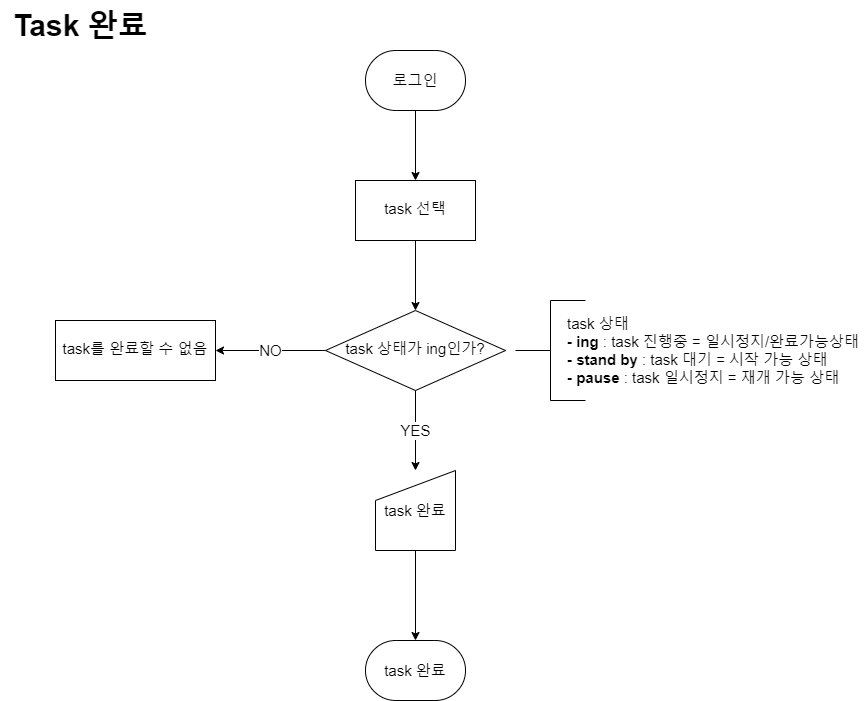 Task 완료
로그인
task 선택
task 상태가 ing인가?
NO
task를 완료할 수 없음
task 상태
- ing : task 진행중 = 일시정지/완료가능상태
- stand by : task 대기 = 시작 가능 상태
- pause : task 일시정지 = 재개 가능 상태
YES
task 완료
task 완료